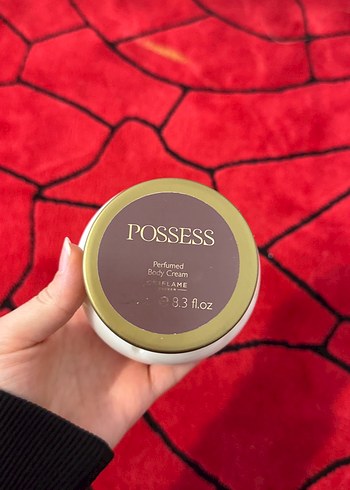 POSSESS
Perfumed
Body Cream
ORIFLAME
℮ 8.3 fl.oz